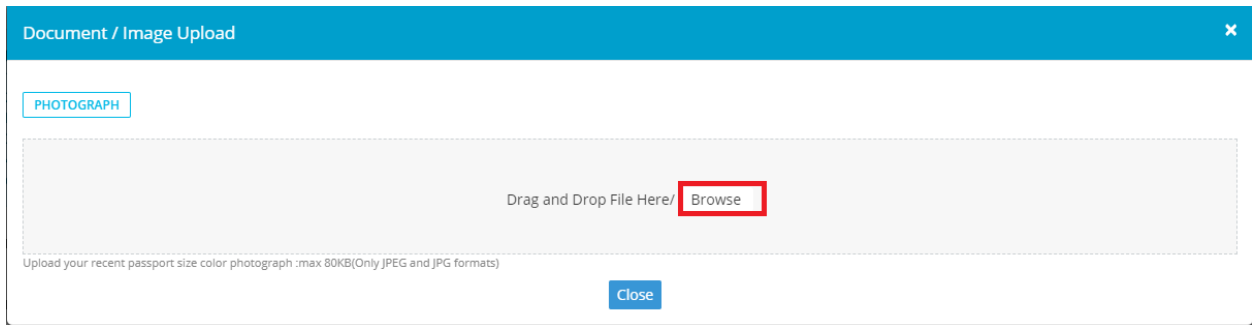 Document / Image Upload ×
PHOTOGRAPH
Drag and Drop File Here/ Browse
Upload your recent passport size color photograph :max 80KB(Only JPEG and JPG formats)
Close